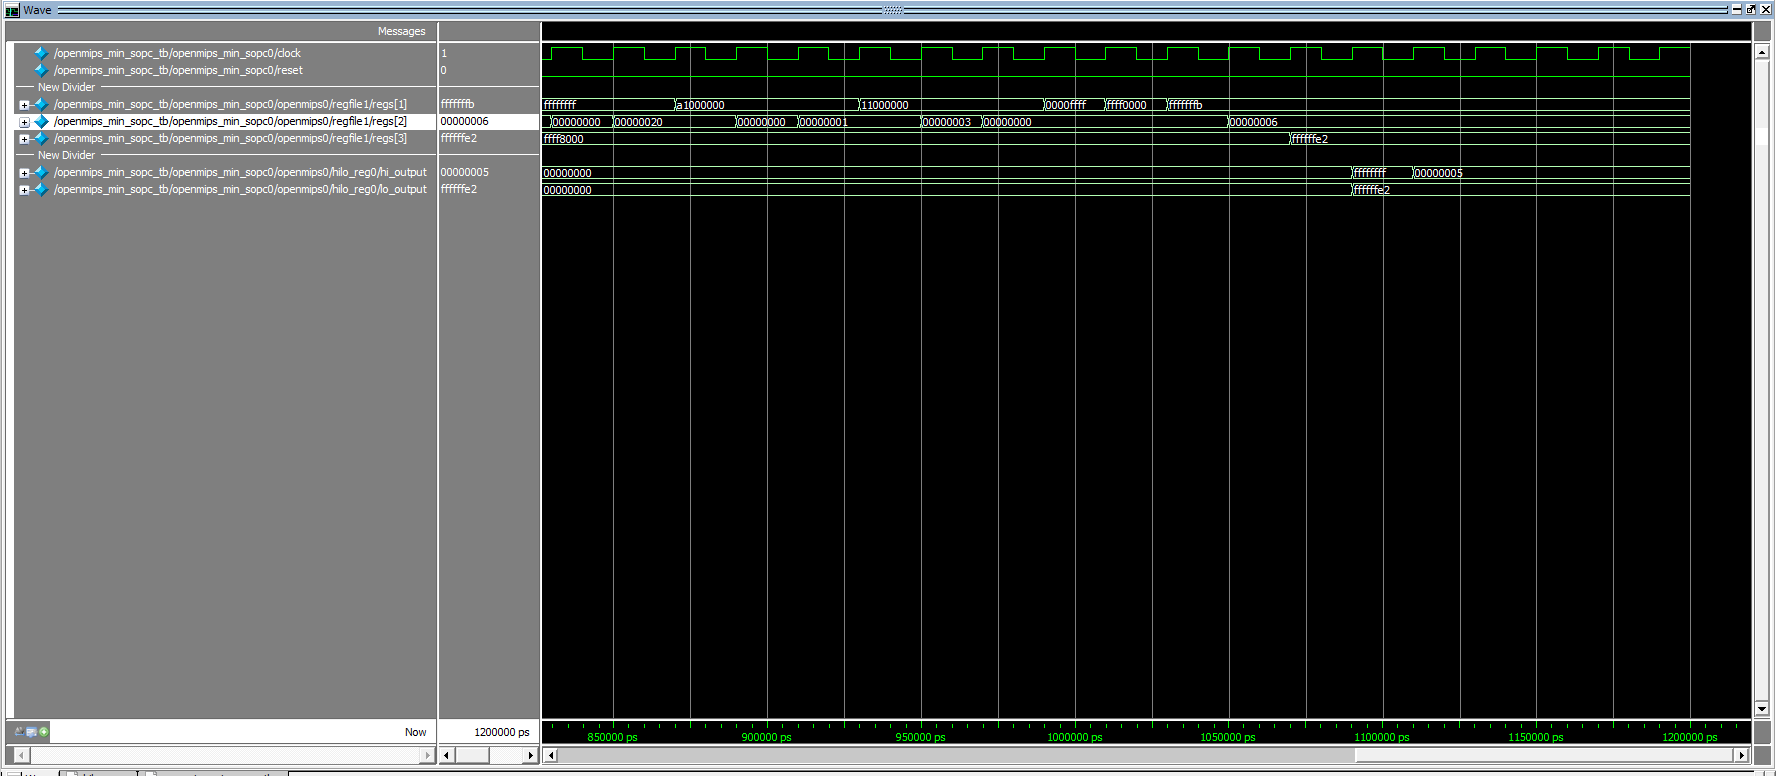 Wave
Messages
/openmips_min_sopc_tb/openmips_min_sopc0/clock 1
/openmips_min_sopc_tb/openmips_min_sopc0/reset 0
New Divider
/openmips_min_sopc_tb/openmips_min_sopc0/openmips0/regfile1/regs[1] fffffffb ffffffff a1000000 11000000 0000ffff ffff0000 fffffffb
/openmips_min_sopc_tb/openmips_min_sopc0/openmips0/regfile1/regs[2] 00000006 00000000 00000020 00000000 00000001 00000003 00000000 00000006
/openmips_min_sopc_tb/openmips_min_sopc0/openmips0/regfile1/regs[3] ffffffe2 ffff8000 ffffffe2
New Divider
/openmips_min_sopc_tb/openmips_min_sopc0/openmips0/hilo_reg0/hi_output 00000005 00000000 ffffffff 00000005
/openmips_min_sopc_tb/openmips_min_sopc0/openmips0/hilo_reg0/lo_output ffffffe2 00000000 ffffffe2
Now 1200000 ps
850000 ps 900000 ps 950000 ps 1000000 ps 1050000 ps 1100000 ps 1150000 ps 1200000 ps